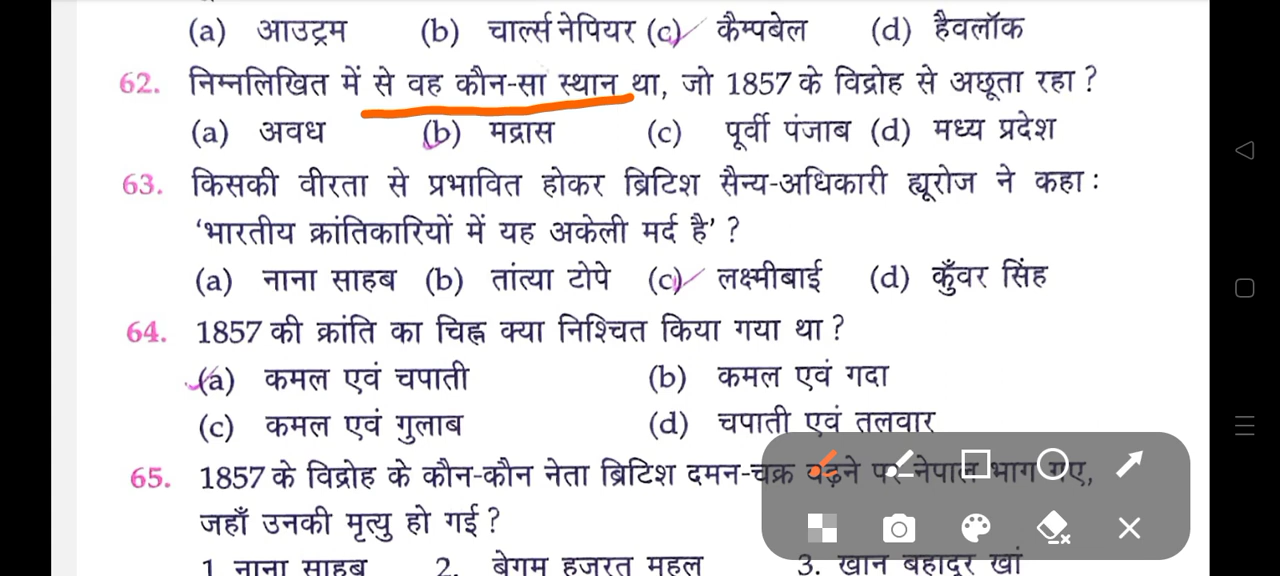 (a) आउट्रम (b) चार्ल्स नेपियर (c) कैम्पबेल (d) हैवलॉक
62. निम्नलिखित में से वह कौन-सा स्थान था, जो 1857 के विद्रोह से अछूता रहा ?
(a) अवध (b) मद्रास (c) पूर्वी पंजाब (d) मध्य प्रदेश
63. किसकी वीरता से प्रभावित होकर ब्रिटिश सैन्य-अधिकारी ह्यूरोज ने कहा :
'भारतीय क्रांतिकारियों में यह अकेली मर्द है' ?
(a) नाना साहब (b) तांत्या टोपे (c) लक्ष्मीबाई (d) कुँवर सिंह
64. 1857 की क्रांति का चिह्न क्या निश्चित किया गया था ?
(a) कमल एवं चपाती (b) कमल एवं गदा
(c) कमल एवं गुलाब (d) चपाती एवं तलवार
65. 1857 के विद्रोह के कौन-कौन नेता ब्रिटिश दमन-चक्र बढ़ने पर नेपाल भाग गए,
जहाँ उनकी मृत्यु हो गई ?
1. नाना साहब 2. बेगम हजरत महल 3. खान बहादुर खां